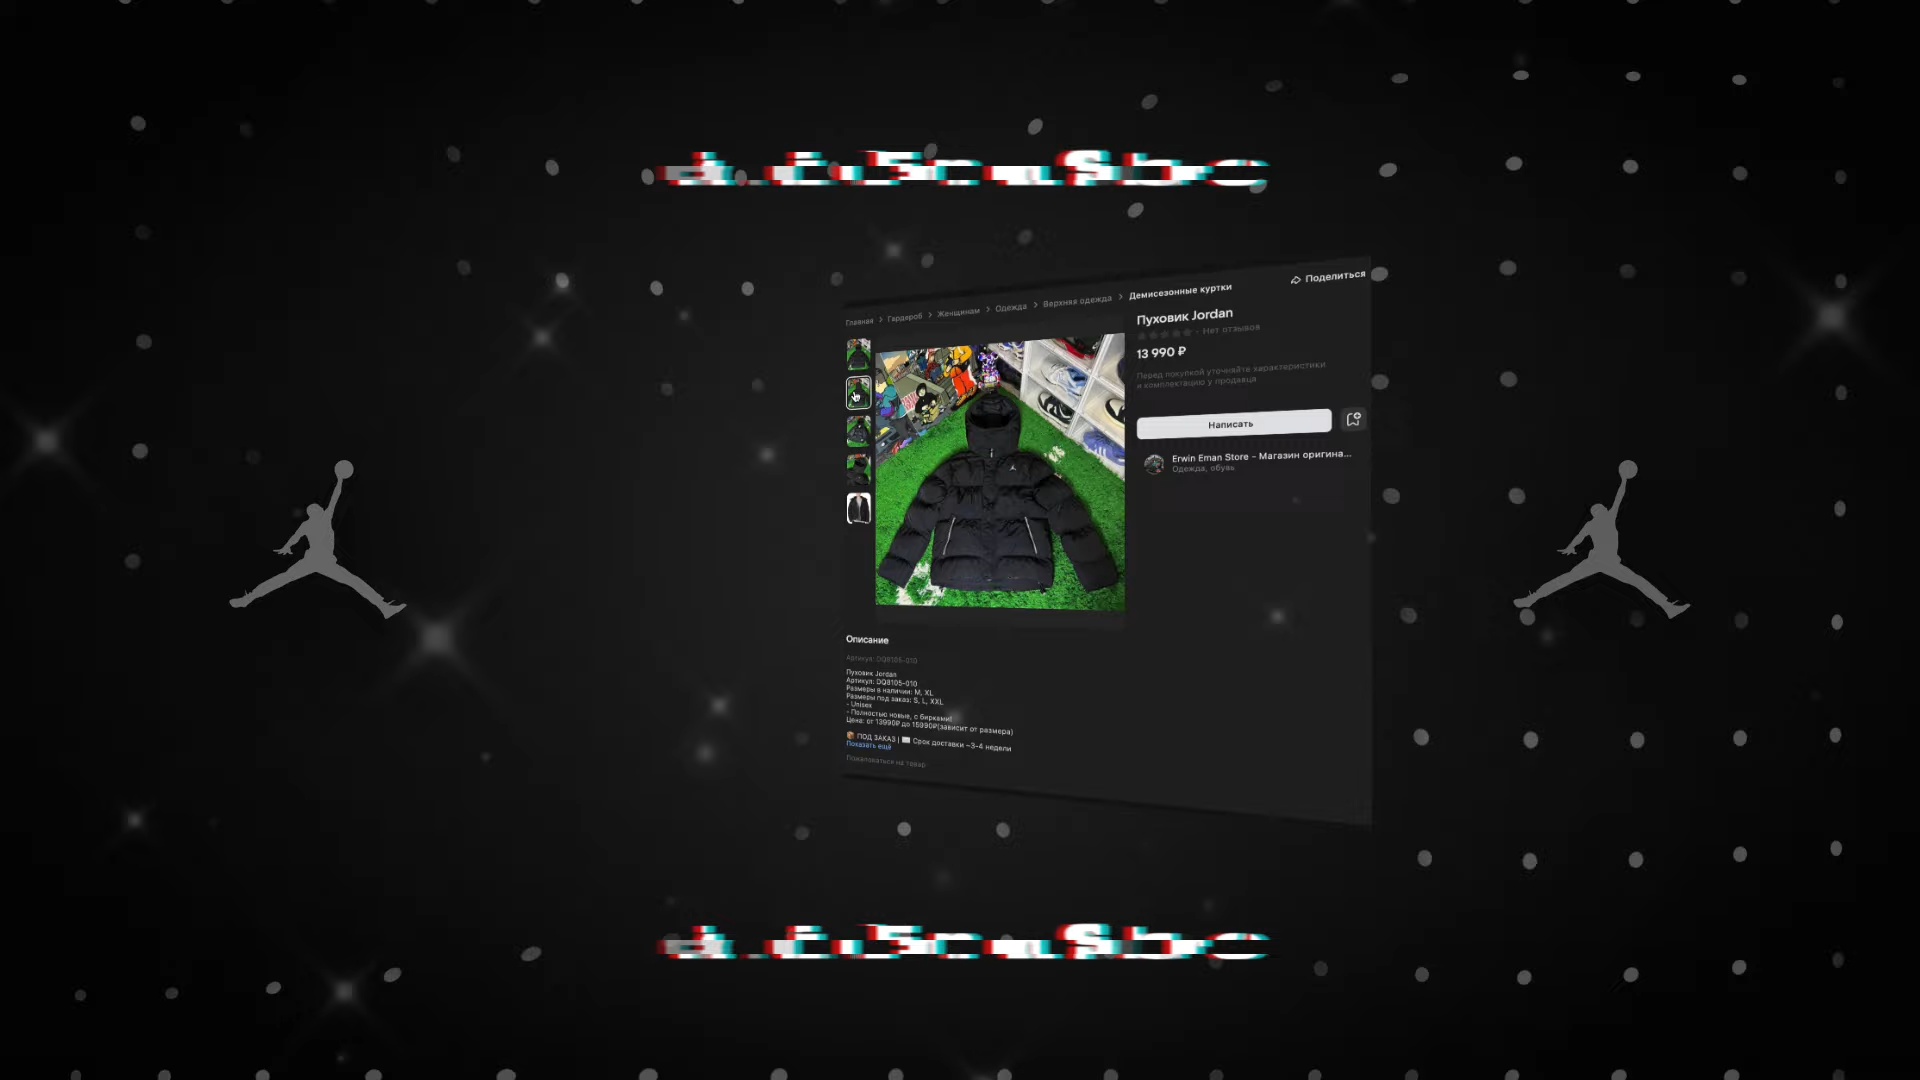 Поделиться
Главная > Гардероб > Женщинам > Одежда > Верхняя одежда > Демисезонные куртки
Пуховик Jordan
- Нет отзывов
13 990 ₽
Перед покупкой уточняйте характеристики
и комплектацию у продавца
Написать
Erwin Eman Store - Магазин оригина...
Одежда, обувь
Описание
Артикул: DQ8105-010
Пуховик Jordan
Артикул: DQ8105-010
Размеры в наличии: M, XL
Размеры под заказ: S, L, XXL
- Unisex
- Полностью новые, с бирками!
Цена: от 13990₽ до 15990₽(зависит от размера)
📦 ПОД ЗАКАЗ | ✉️ Срок доставки ~3-4 недели
Показать ещё
Пожаловаться на товар